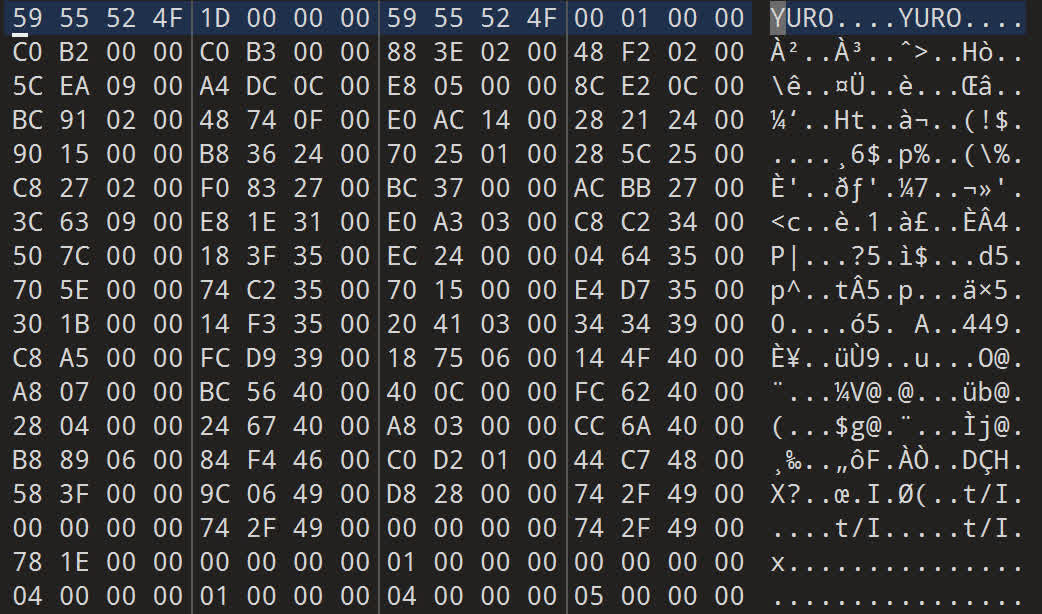 59 55 52 4F 1D 00 00 00 59 55 52 4F 00 01 00 00 YURO....YURO....
C0 B2 00 00 C0 B3 00 00 88 3E 02 00 48 F2 02 00 À²..À³..ˆ>..Hò..
5C EA 09 00 A4 DC 0C 00 E8 05 00 00 8C E2 0C 00 \ê..¤Ü..è...Œâ..
BC 91 02 00 48 74 0F 00 E0 AC 14 00 28 21 24 00 ¼‘..Ht..à¬..(!$.
90 15 00 00 B8 36 24 00 70 25 01 00 28 5C 25 00 ....¸6$.p%..(\%.
C8 27 02 00 F0 83 27 00 BC 37 00 00 AC BB 27 00 È'..ðƒ'.¼7..¬»'.
3C 63 09 00 E8 1E 31 00 E0 A3 03 00 C8 C2 34 00 <c..è.1.à£..ÈÂ4.
50 7C 00 00 18 3F 35 00 EC 24 00 00 04 64 35 00 P|...?5.ì$...d5.
70 5E 00 00 74 C2 35 00 70 15 00 00 E4 D7 35 00 p^..tÂ5.p...ä×5.
30 1B 00 00 14 F3 35 00 20 41 03 00 34 34 39 00 0....ó5. A..449.
C8 A5 00 00 FC D9 39 00 18 75 06 00 14 4F 40 00 È¥..üÙ9..u...O@.
A8 07 00 00 BC 56 40 00 40 0C 00 00 FC 62 40 00 ¨...¼V@.@...üb@.
28 04 00 00 24 67 40 00 A8 03 00 00 CC 6A 40 00 (...$g@.¨...Ìj@.
B8 89 06 00 84 F4 46 00 C0 D2 01 00 44 C7 48 00 ¸‰..„ôF.ÀÒ..DÇH.
58 3F 00 00 9C 06 49 00 D8 28 00 00 74 2F 49 00 X?..œ.I.Ø(..t/I.
00 00 00 00 74 2F 49 00 00 00 00 00 74 2F 49 00 ....t/I.....t/I.
78 1E 00 00 00 00 00 00 01 00 00 00 00 00 00 00 x...............
04 00 00 00 01 00 00 00 04 00 00 00 05 00 00 00 ................